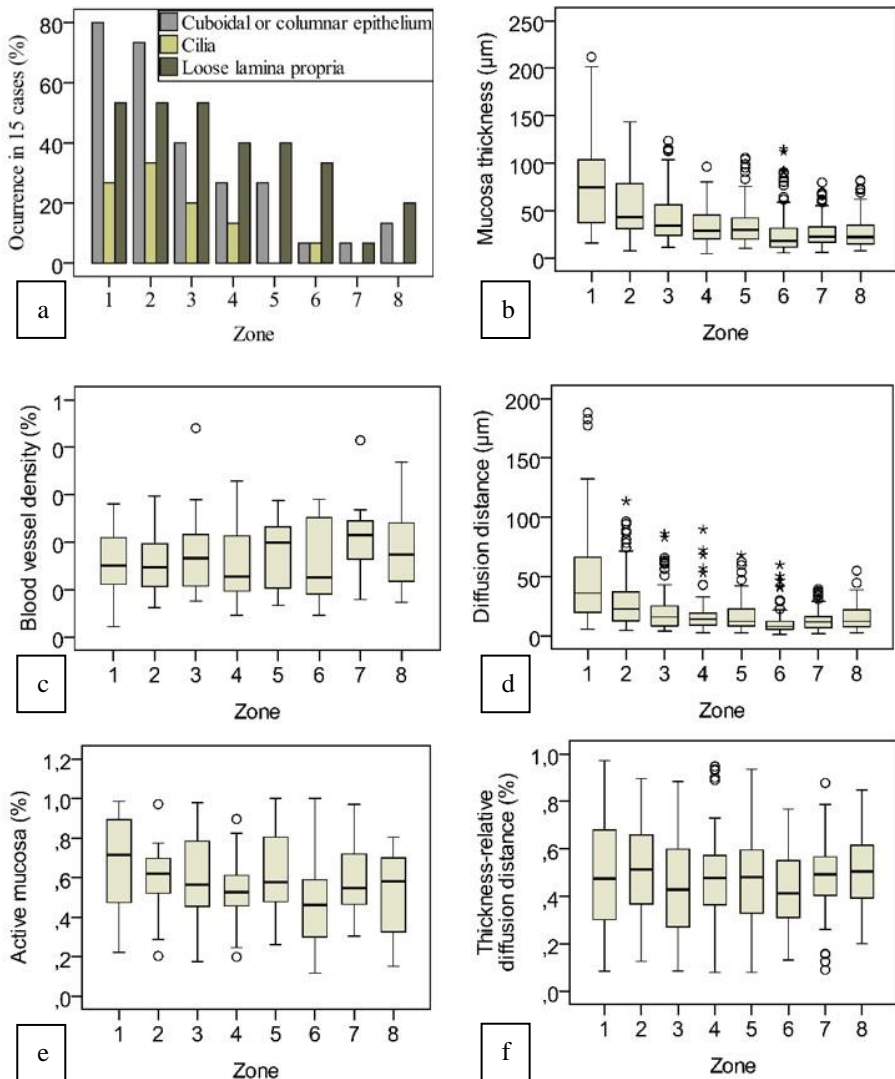 Ocurrence in 15 cases (%)
80
60
40
20
0
Cuboidal or columnar epithelium
Cilia
Loose lamina propria
1 2 3 4 5 6 7 8
Zone
a
Mucosa thickness (µm)
250
200
150
100
50
0
1 2 3 4 5 6 7 8
Zone
b
Blood vessel density (%)
1
0
0
0
0
0
1 2 3 4 5 6 7 8
Zone
c
Diffusion distance (µm)
200
150
100
50
0
1 2 3 4 5 6 7 8
Zone
d
Active mucosa (%)
1,2
1,0
,8
,6
,4
,2
,0
1 2 3 4 5 6 7 8
Zone
e
Thickness-relative
diffusion distance (%)
1,0
,8
,6
,4
,2
,0
1 2 3 4 5 6 7 8
Zone
f